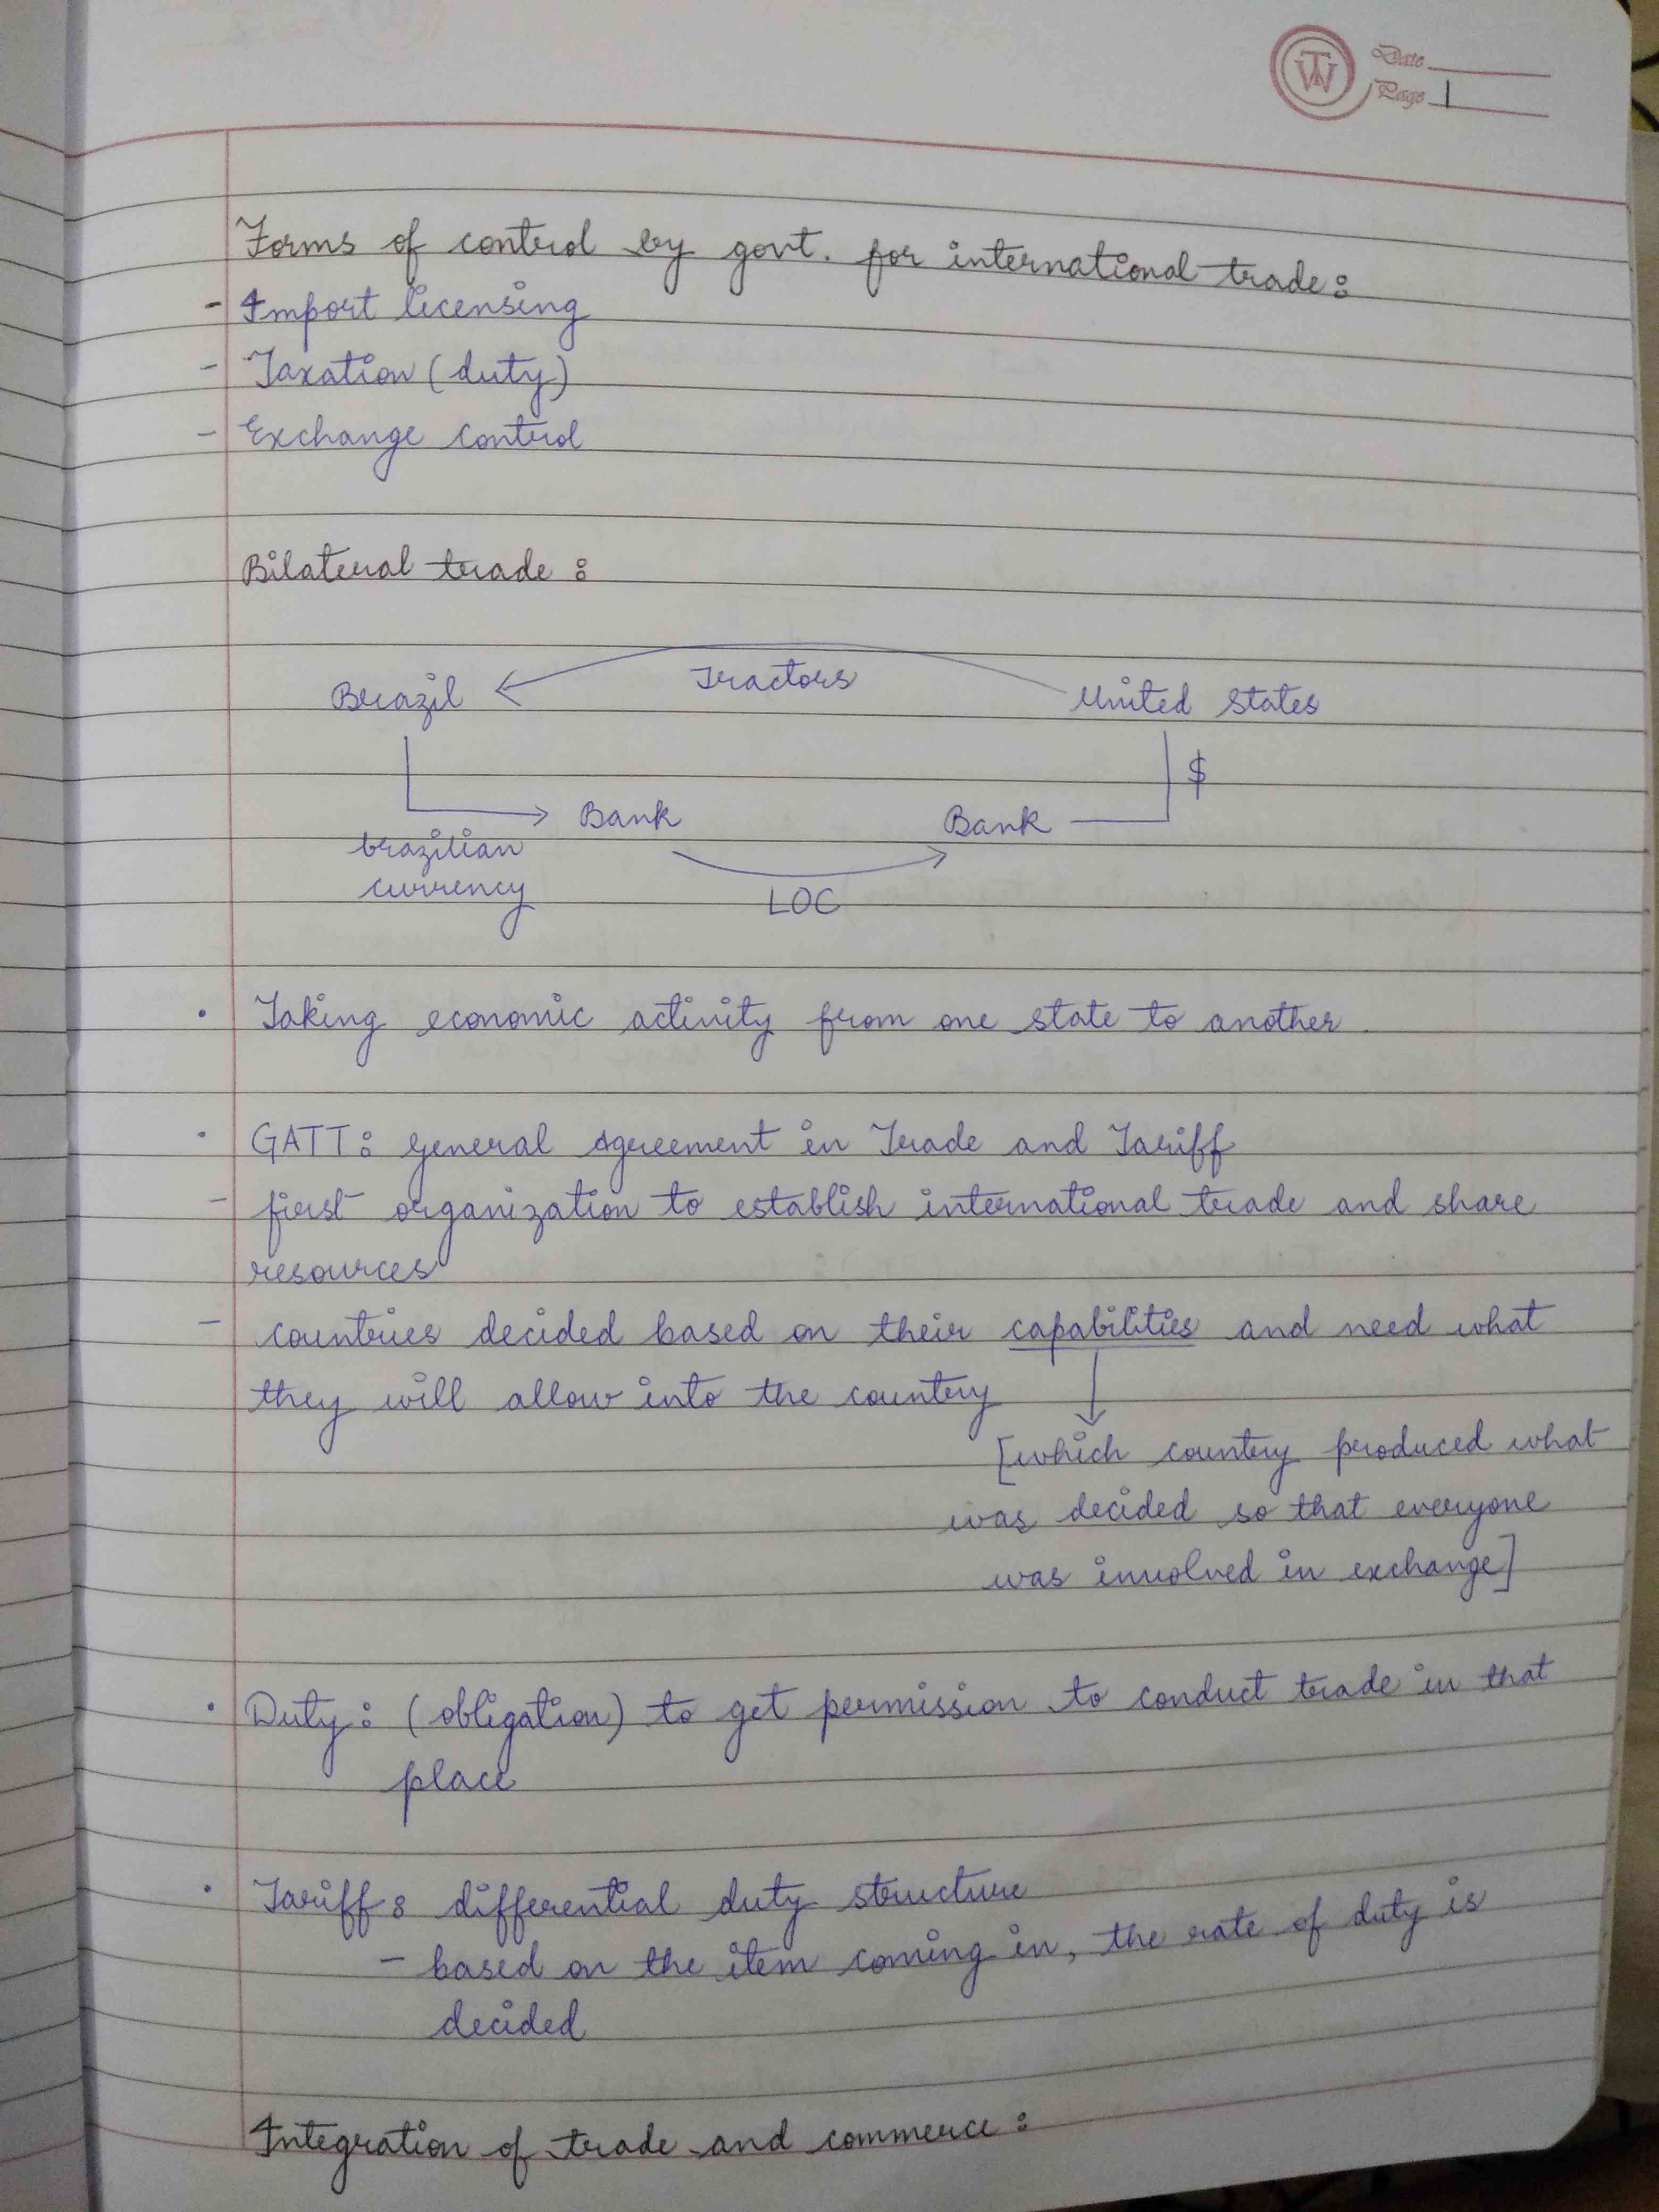 TW
Date
Page 1
Forms of control by govt. for international trade:
- Import licensing
- Taxation (duty)
- Exchange control
Bilateral trade:
Brazil Tractors United States
$
Bank Bank
brazilian
currency
LOC
• Taking economic activity from one state to another.
• GATT: General Agreement in Trade and Tariff
- first organization to establish international trade and share
resources
- countries decided based on their capabilities and need what
they will allow into the country
[which country produced what
was decided so that everyone
was involved in exchange]
• Duty: (obligation) to get permission to conduct trade in that
place
• Tariff: differential duty structure
- based on the item coming in, the rate of duty is
decided
Integration of trade and commerce: